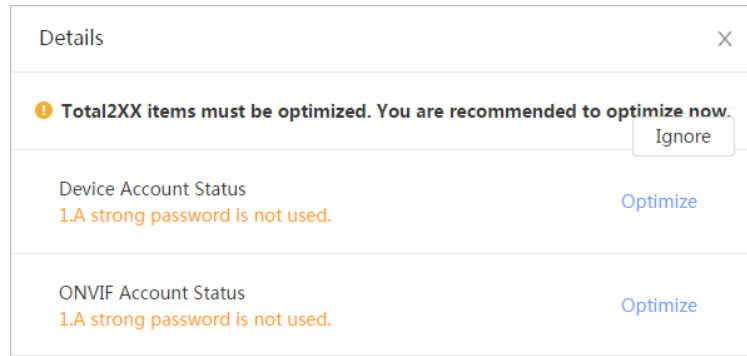 Details
Total2XX items must be optimized. You are recommended to optimize now.
Ignore
Device Account Status
1.A strong password is not used.
Optimize
ONVIF Account Status
1.A strong password is not used.
Optimize